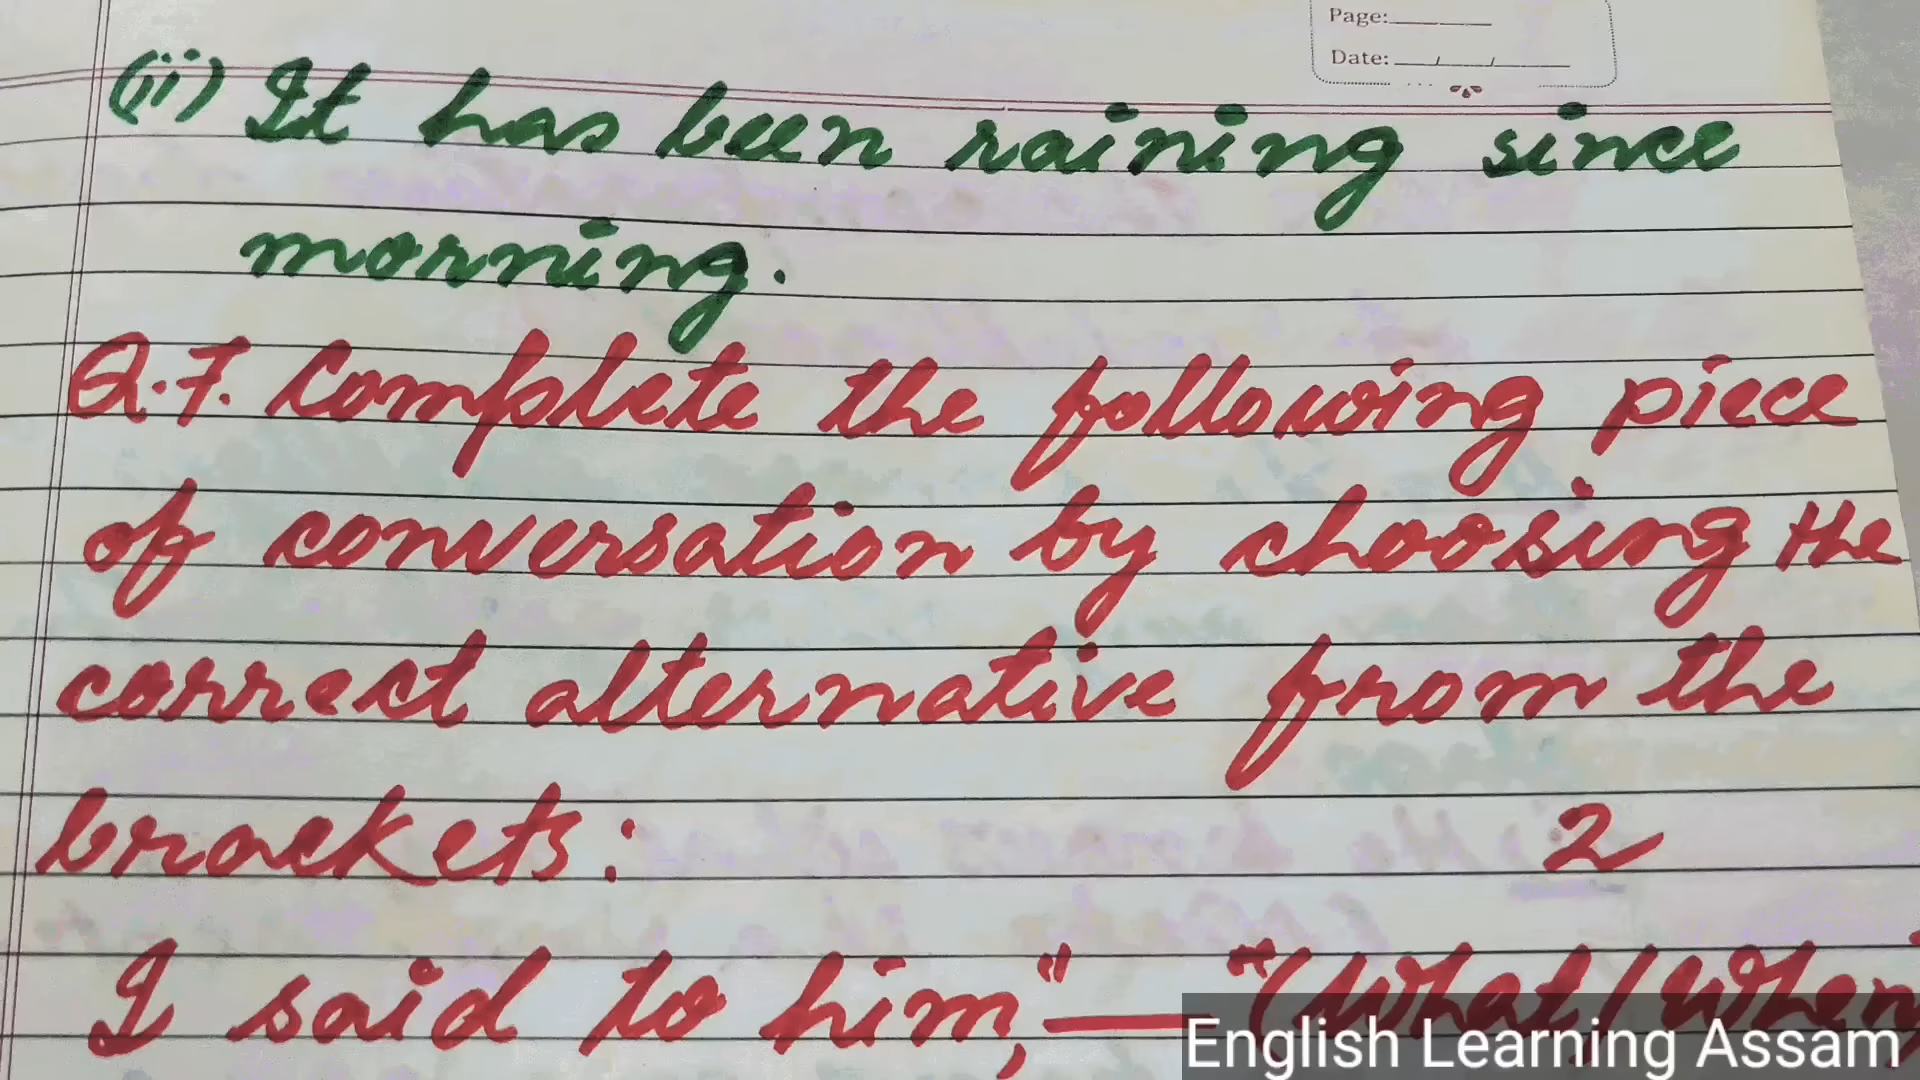 Page:
Date: / /
(ii) It has been raining since
morning.
Q.7. Complete the following piece
of conversation by choosing the
correct alternative from the
brackets: 2
I said to him, "— "(What/When
English Learning Assam